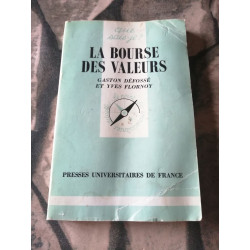 LA BOURSE
DES VALEURS
GASTON DÉFOSSÉ
ET YVES FLORNOY
PRESSES UNIVERSITAIRES DE FRANCE